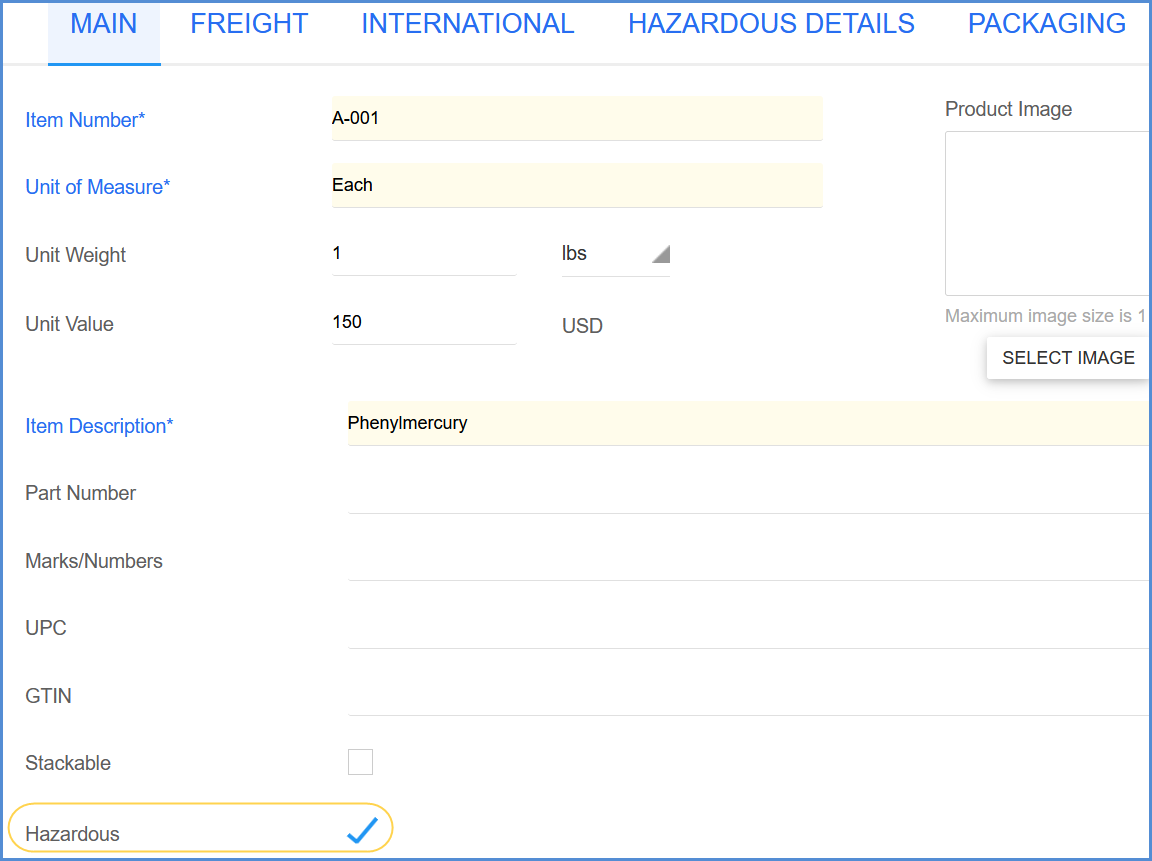 MAIN FREIGHT INTERNATIONAL HAZARDOUS DETAILS PACKAGING
Item Number* A-001
Product Image
Unit of Measure* Each
Unit Weight 1 lbs
Unit Value 150 USD
Maximum image size is 1
SELECT IMAGE
Item Description* Phenylmercury
Part Number
Marks/Numbers
UPC
GTIN
Stackable
Hazardous